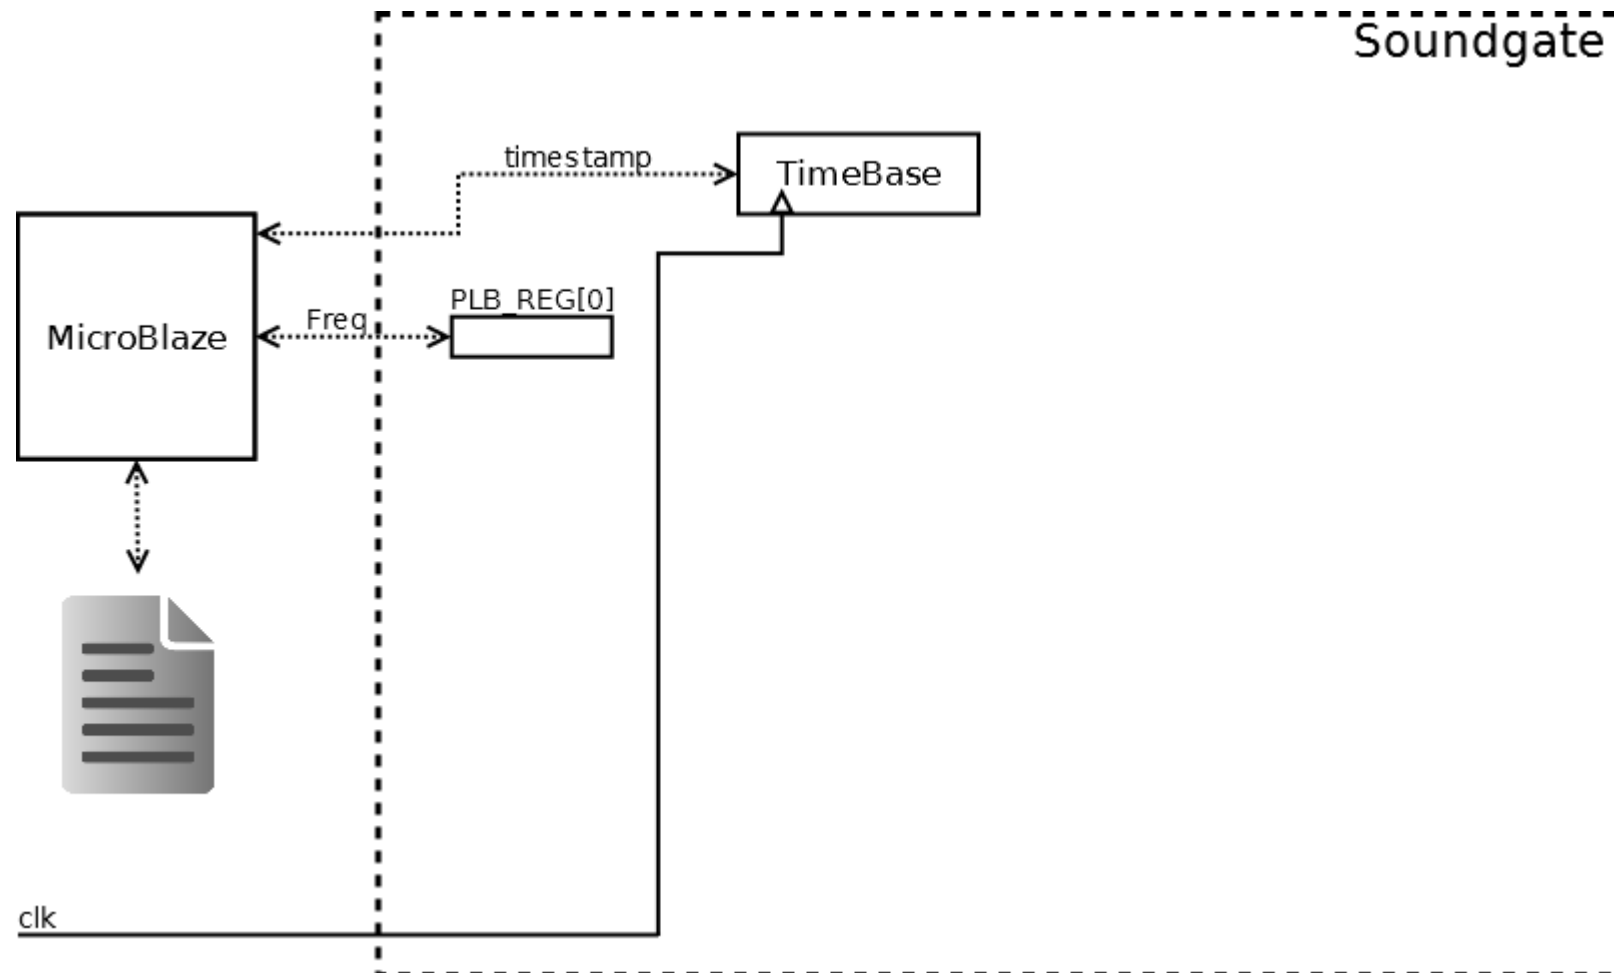 Soundgate
timestamp
TimeBase
PLB_REG[0]
Freq
MicroBlaze
clk